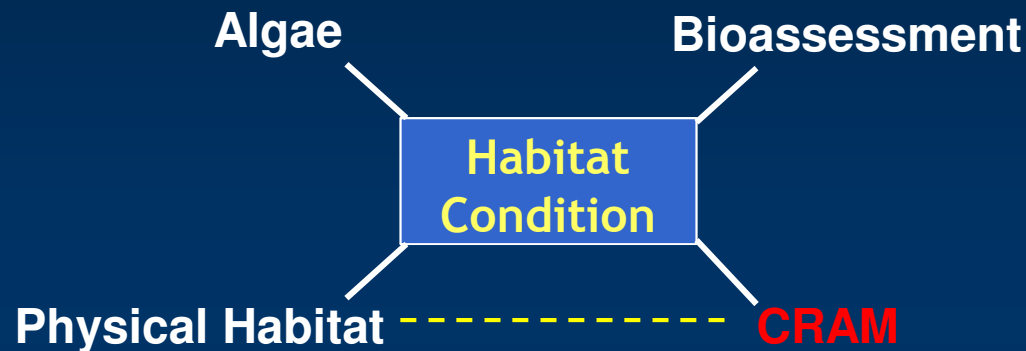 Algae
Bioassessment
Habitat
Condition
Physical Habitat
CRAM